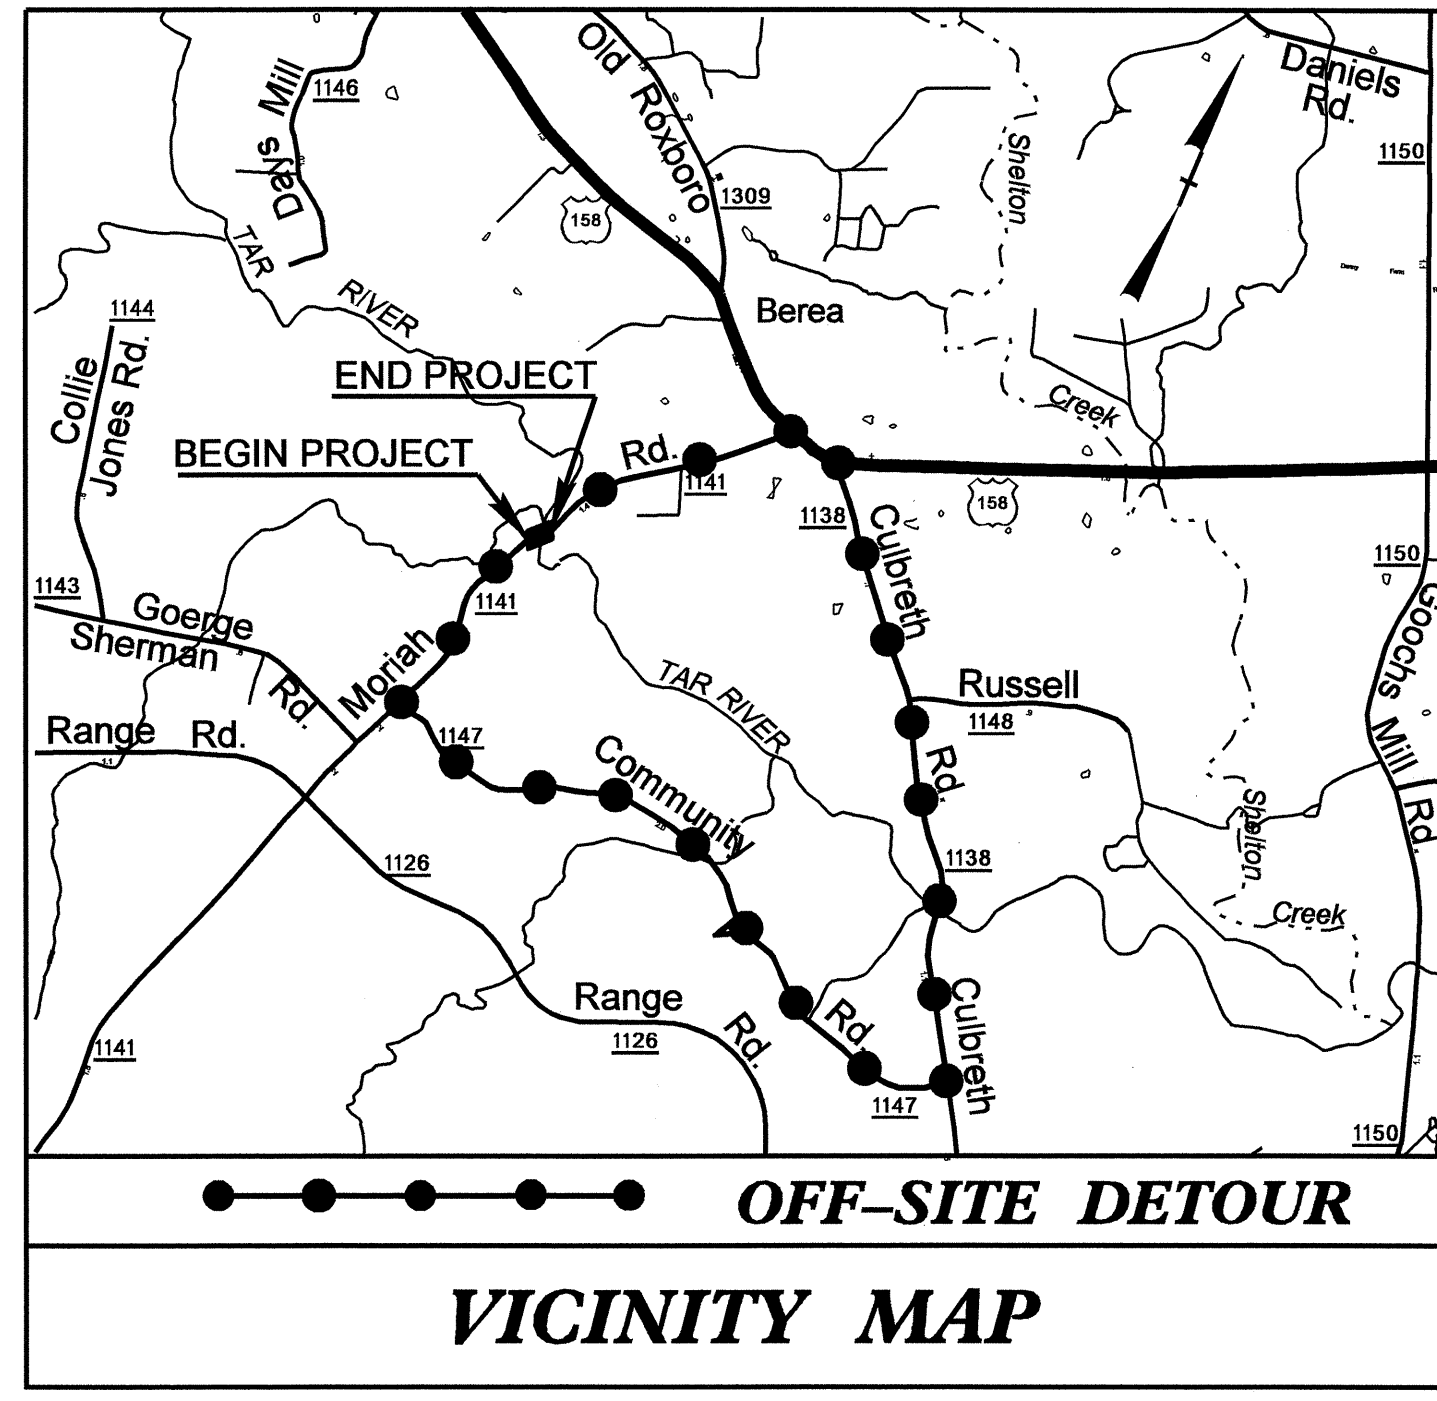 Old Roxboro
Daniels
Rd.
Days Mill
1146
1150
Shelton
1309
158
TAR
RIVER
1144
Berea
Collie
Jones Rd.
END PROJECT
Creek
BEGIN PROJECT
Rd.
1141
158
1138
Culbreth
1150
1143
1141
Goerge
Sherman
Rd.
Moriah
Goochs Mill Rd.
TAR RIVER
Russell
1148
Range Rd.
1147
Community
Rd.
Shelton
1126
1138
Creek
Range
1126
Rd.
Rd.
Culbreth
1141
1147
1150
OFF-SITE DETOUR
VICINITY MAP